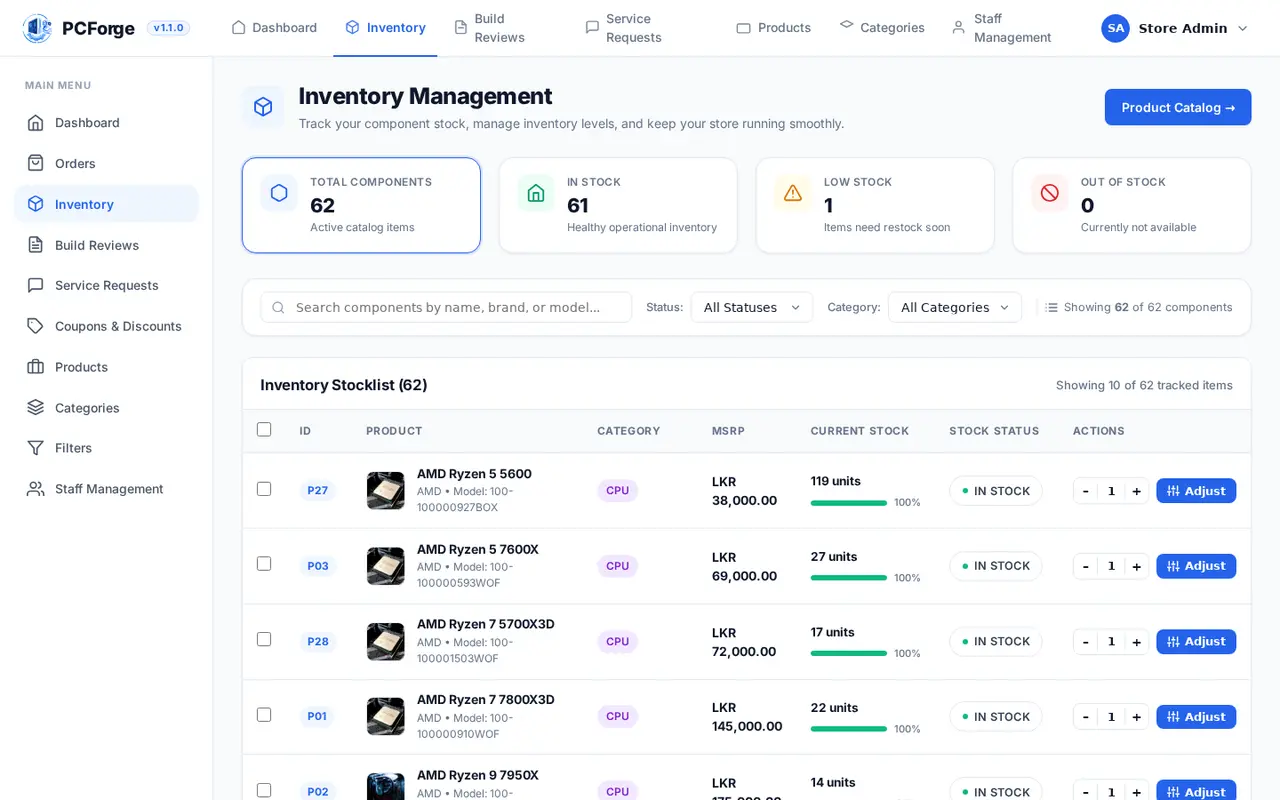 PCForge v1.1.0
Dashboard
Inventory
Build
Reviews
Service
Requests
Products
Categories
Staff
Management
SA Store Admin
MAIN MENU
Dashboard
Orders
Inventory
Build Reviews
Service Requests
Coupons & Discounts
Products
Categories
Filters
Staff Management
Inventory Management
Track your component stock, manage inventory levels, and keep your store running smoothly.
Product Catalog →
TOTAL COMPONENTS
62
Active catalog items
IN STOCK
61
Healthy operational inventory
LOW STOCK
1
Items need restock soon
OUT OF STOCK
0
Currently not available
Search components by name, brand, or model...
Status: All Statuses
Category: All Categories
Showing 62 of 62 components
Inventory Stocklist (62)
Showing 10 of 62 tracked items
ID PRODUCT CATEGORY MSRP CURRENT STOCK STOCK STATUS ACTIONS
P27
AMD Ryzen 5 5600
AMD • Model: 100-
100000927BOX
CPU
LKR
38,000.00
119 units
100%
• IN STOCK
- 1 + Adjust
P03
AMD Ryzen 5 7600X
AMD • Model: 100-
100000593WOF
CPU
LKR
69,000.00
27 units
100%
• IN STOCK
- 1 + Adjust
P28
AMD Ryzen 7 5700X3D
AMD • Model: 100-
100001503WOF
CPU
LKR
72,000.00
17 units
100%
• IN STOCK
- 1 + Adjust
P01
AMD Ryzen 7 7800X3D
AMD • Model: 100-
100000910WOF
CPU
LKR
145,000.00
22 units
100%
• IN STOCK
- 1 + Adjust
P02
AMD Ryzen 9 7950X
AMD • Model: 100-
CPU
LKR
14 units
• IN STOCK
- 1 + Adjust